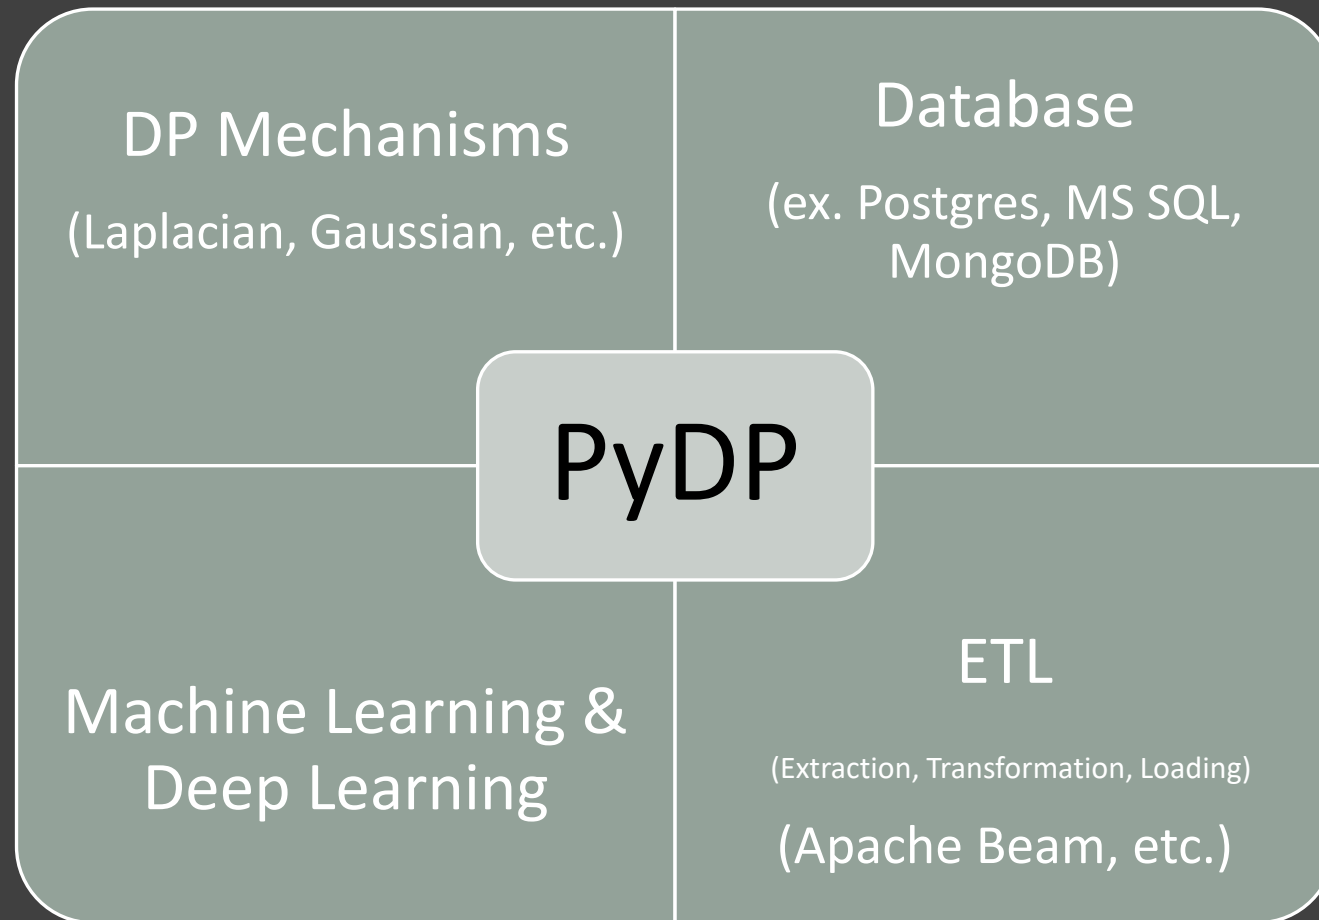 DP Mechanisms
(Laplacian, Gaussian, etc.)
Database
(ex. Postgres, MS SQL,
MongoDB)
PyDP
Machine Learning &
Deep Learning
ETL
(Extraction, Transformation, Loading)
(Apache Beam, etc.)